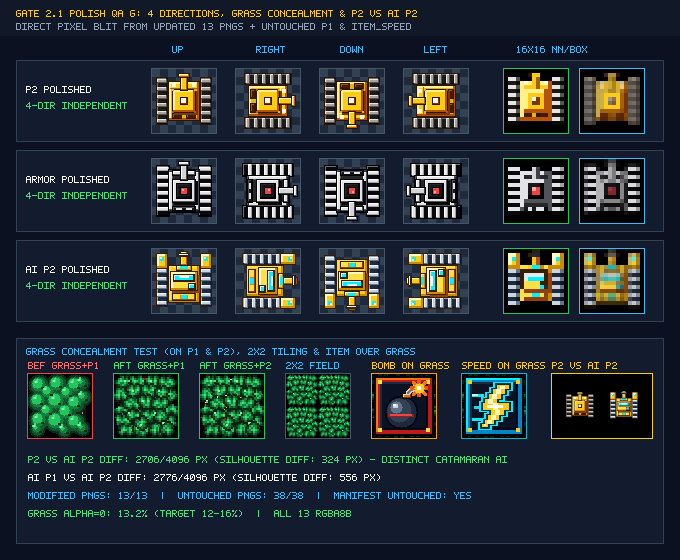 GATE 2.1 POLISH QA G: 4 DIRECTIONS, GRASS CONCEALMENT & P2 VS AI P2
DIRECT PIXEL BLIT FROM UPDATED 13 PNGS + UNTOUCHED P1 & ITEM_SPEED
UP RIGHT DOWN LEFT 16X16 NN/BOX
P2 POLISHED
4-DIR INDEPENDENT
ARMOR POLISHED
4-DIR INDEPENDENT
AI P2 POLISHED
4-DIR INDEPENDENT
GRASS CONCEALMENT TEST (ON P1 & P2), 2X2 TILING & ITEM OVER GRASS
BEF GRASS+P1 AFT GRASS+P1 AFT GRASS+P2 2X2 FIELD BOMB ON GRASS SPEED ON GRASS P2 VS AI P2
P2 VS AI P2 DIFF: 2706/4096 PX (SILHOUETTE DIFF: 324 PX) - DISTINCT CATAMARAN AI
AI P1 VS AI P2 DIFF: 2776/4096 PX (SILHOUETTE DIFF: 556 PX)
MODIFIED PNGS: 13/13 | UNTOUCHED PNGS: 38/38 | MANIFEST UNTOUCHED: YES
GRASS ALPHA=0: 13.2% (TARGET 12-16%) | ALL 13 RGBA8B